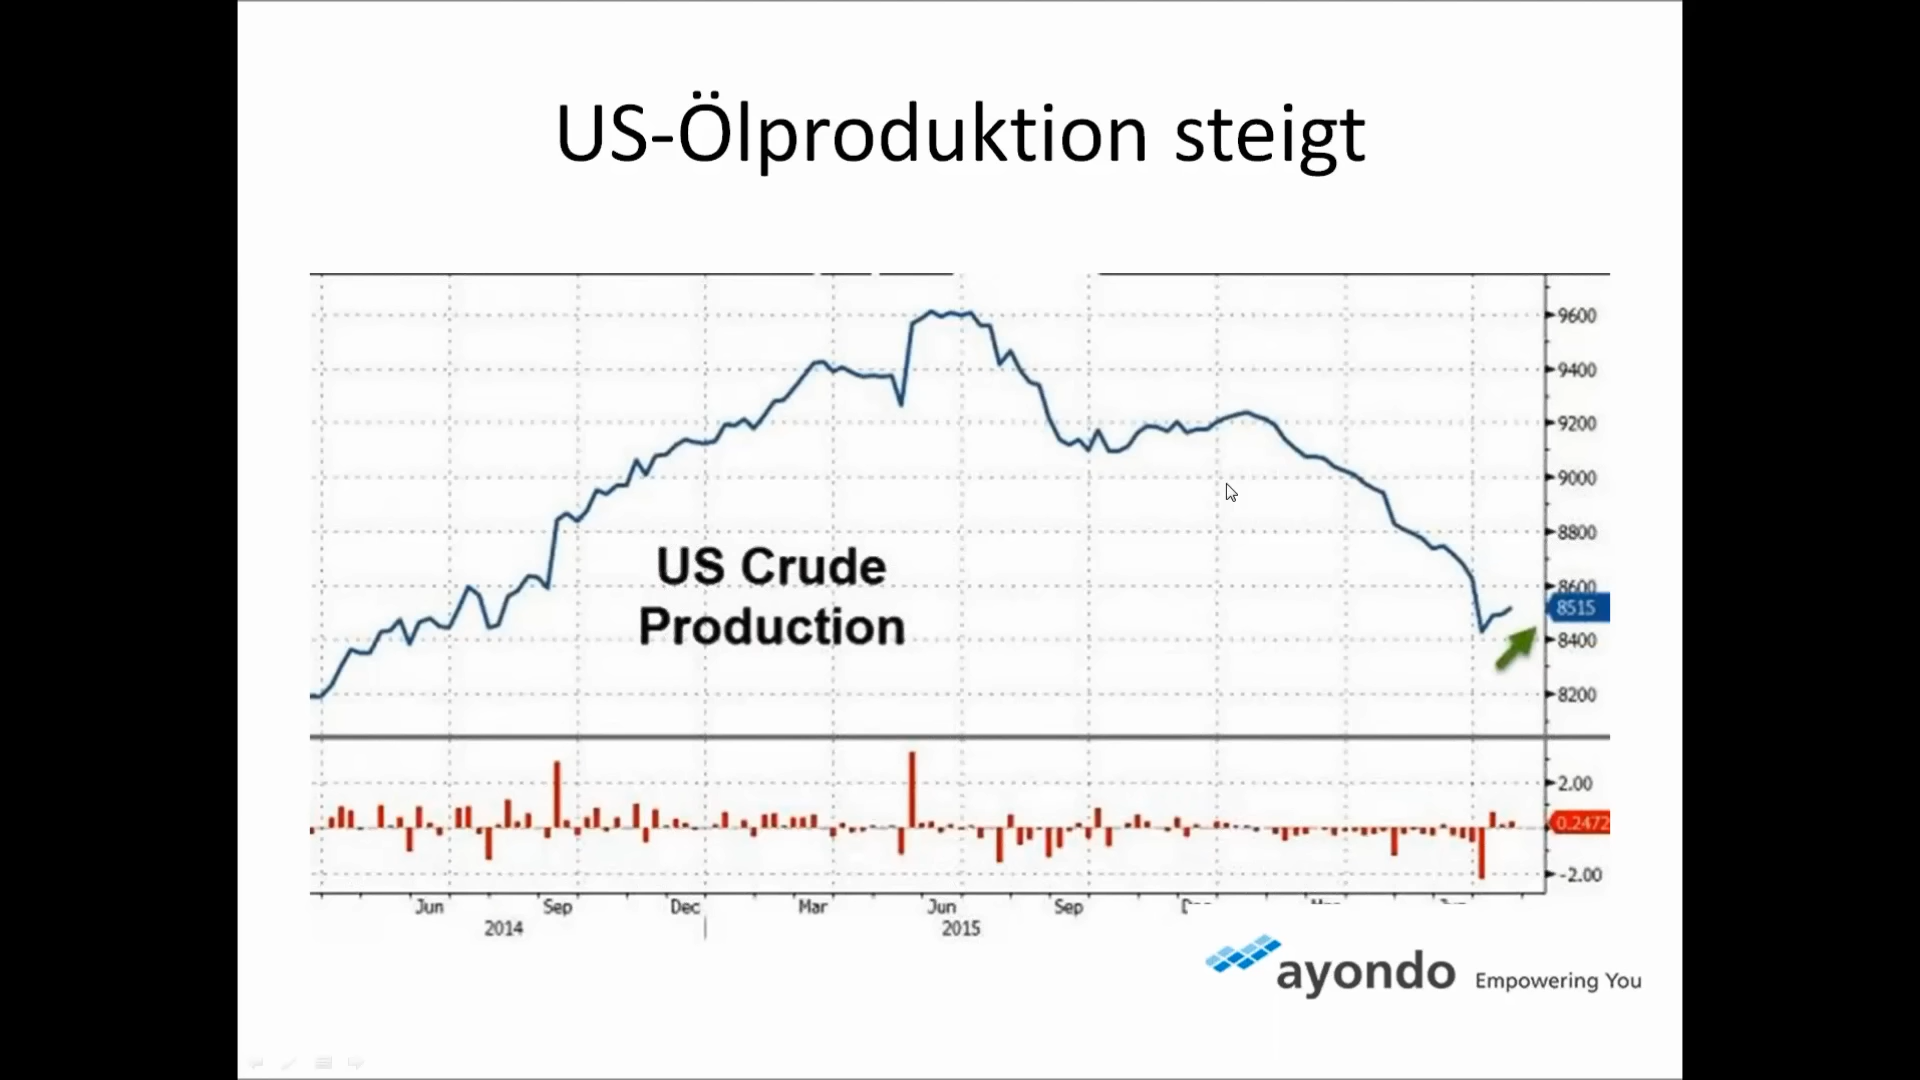 US-Ölproduktion steigt
US Crude
Production
9600
9400
9200
9000
8800
8600
8515
8400
8200
2.00
0.2472
-2.00
Jun Sep Dec Mar Jun Sep
2014 2015
ayondo Empowering You